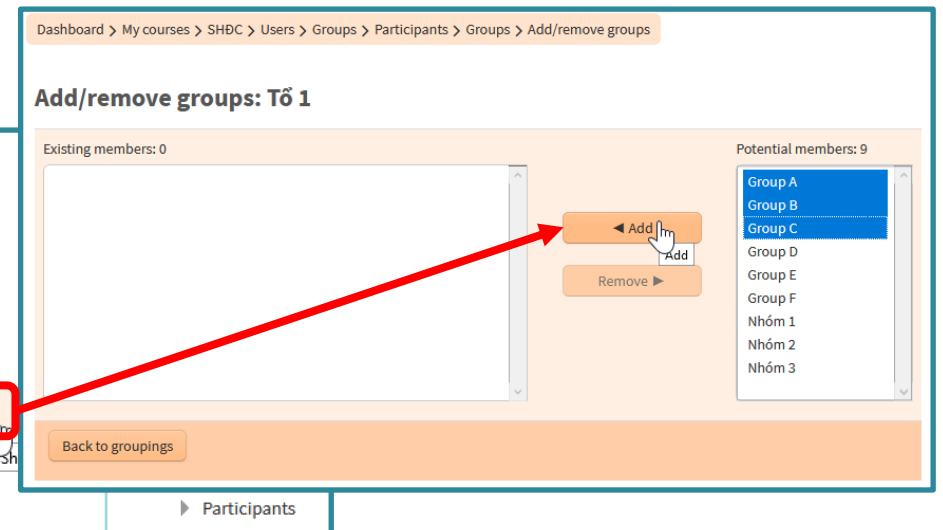 Dashboard > My courses > SHĐC > Users > Groups > Participants > Groups > Add/remove groups
Add/remove groups: Tổ 1
Existing members: 0
Potential members: 9
Group A
Group B
Group C
Group D
Group E
Group F
Nhóm 1
Nhóm 2
Nhóm 3
◄ Add
Add
Remove ►
Back to groupings
Participants